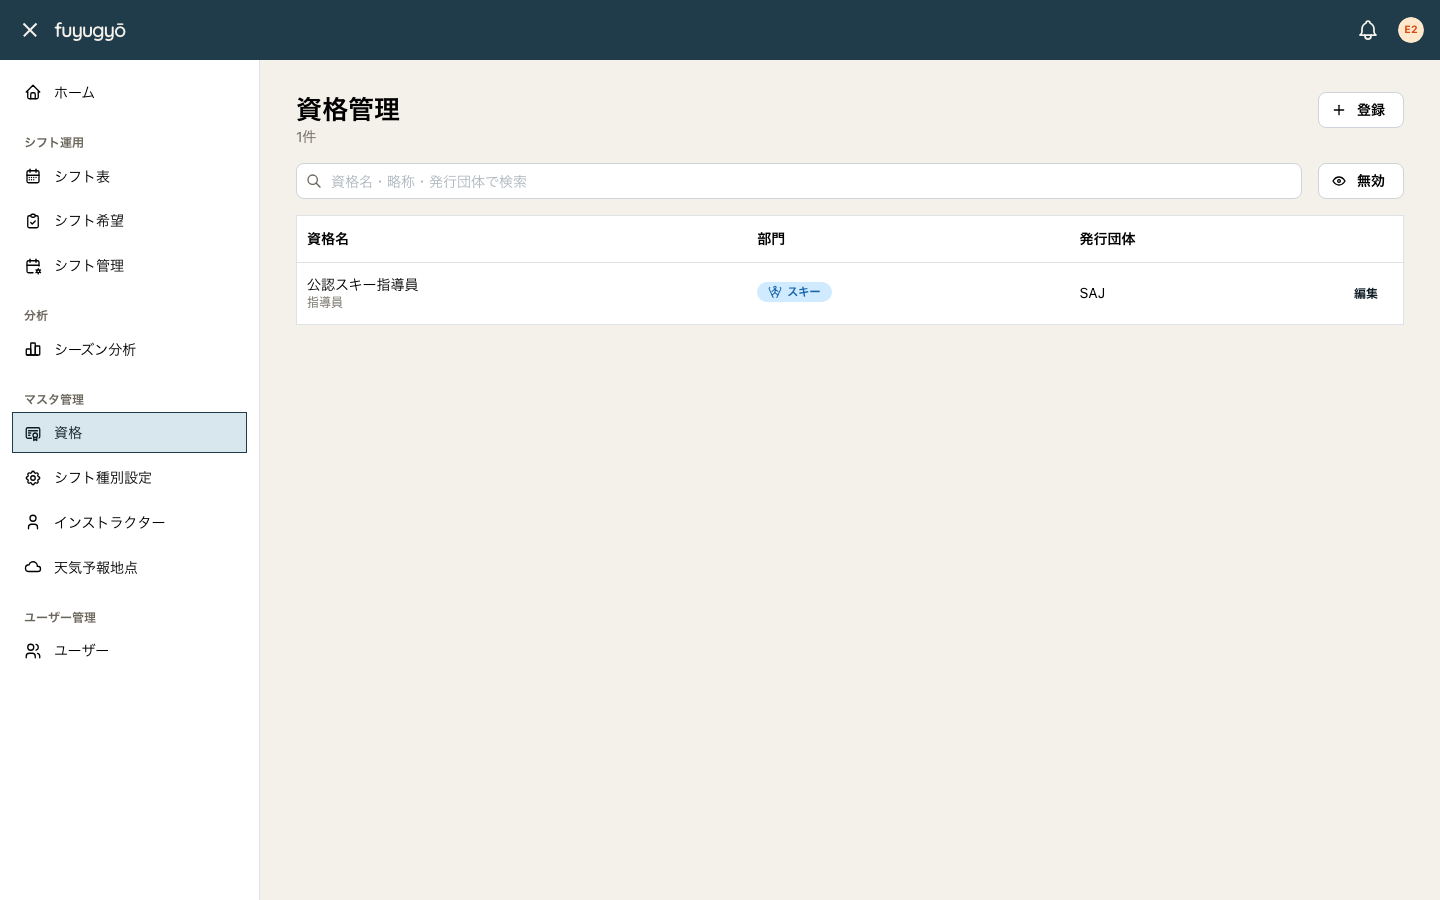 fuyugyō
E2
ホーム
シフト運用
シフト表
シフト希望
シフト管理
分析
シーズン分析
マスタ管理
資格
シフト種別設定
インストラクター
天気予報地点
ユーザー管理
ユーザー
資格管理
1件
登録
資格名・略称・発行団体で検索
無効
資格名 部門 発行団体
公認スキー指導員 スキー SAJ 編集
指導員